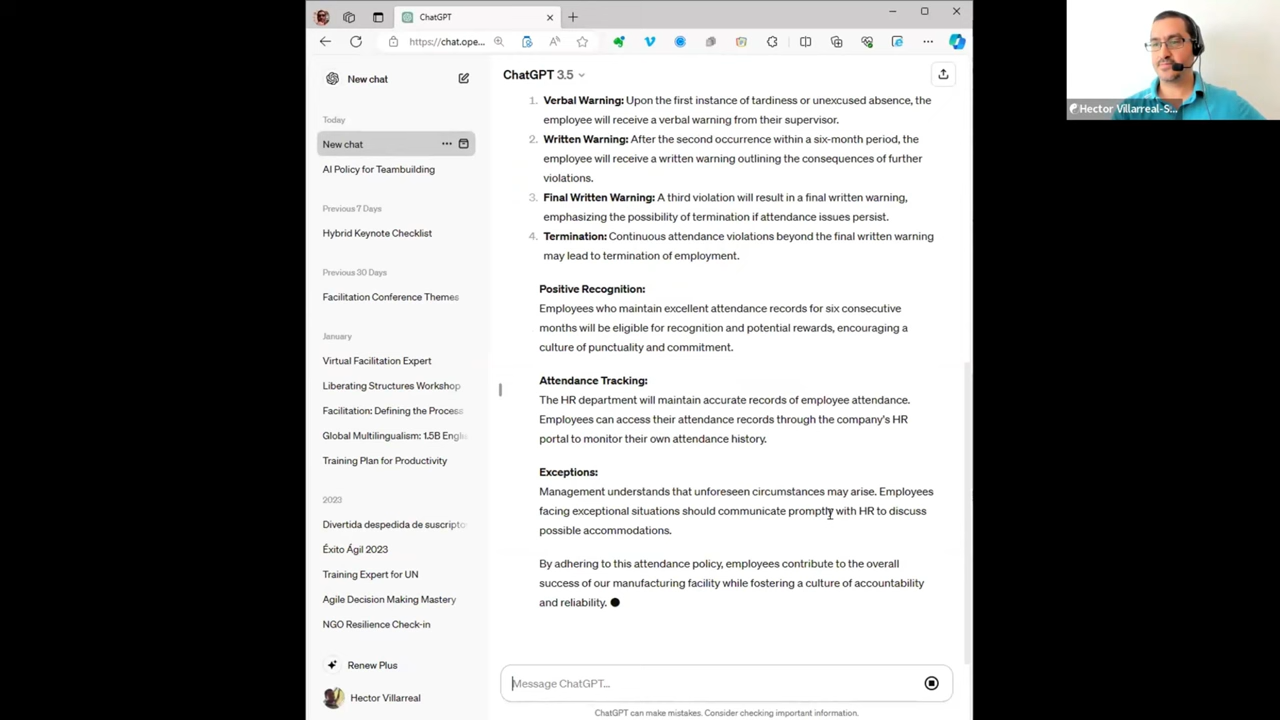 ChatGPT
https://chat.ope...
Hector Villarreal-S...
New chat
ChatGPT 3.5
Today
New chat
AI Policy for Teambuilding
Previous 7 Days
Hybrid Keynote Checklist
Previous 30 Days
Facilitation Conference Themes
January
Virtual Facilitation Expert
Liberating Structures Workshop
Facilitation: Defining the Process
Global Multilingualism: 1.5B Engl
Training Plan for Productivity
2023
Divertida despedida de suscripto
Éxito Ágil 2023
Training Expert for UN
Agile Decision Making Mastery
NGO Resilience Check-in
Renew Plus
Hector Villarreal
1. Verbal Warning: Upon the first instance of tardiness or unexcused absence, the
employee will receive a verbal warning from their supervisor.
2. Written Warning: After the second occurrence within a six-month period, the
employee will receive a written warning outlining the consequences of further
violations.
3. Final Written Warning: A third violation will result in a final written warning,
emphasizing the possibility of termination if attendance issues persist.
4. Termination: Continuous attendance violations beyond the final written warning
may lead to termination of employment.
Positive Recognition:
Employees who maintain excellent attendance records for six consecutive
months will be eligible for recognition and potential rewards, encouraging a
culture of punctuality and commitment.
Attendance Tracking:
The HR department will maintain accurate records of employee attendance.
Employees can access their attendance records through the company's HR
portal to monitor their own attendance history.
Exceptions:
Management understands that unforeseen circumstances may arise. Employees
facing exceptional situations should communicate promptly with HR to discuss
possible accommodations.
By adhering to this attendance policy, employees contribute to the overall
success of our manufacturing facility while fostering a culture of accountability
and reliability.
Message ChatGPT...
ChatGPT can make mistakes. Consider checking important information.